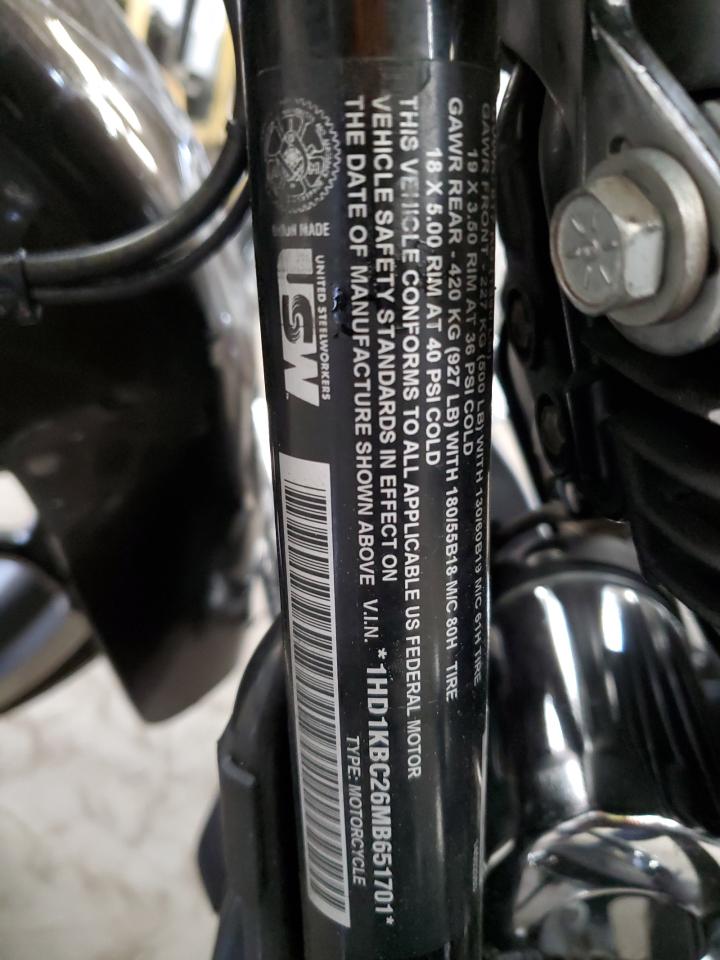 GAWR FRONT - 227 KG (500 LB) WITH 130/60B19 M/C 61H TIRE
19 X 3.50 RIM AT 36 PSI COLD
GAWR REAR - 420 KG (927 LB) WITH 180/55B18 M/C 80H TIRE
18 X 5.00 RIM AT 40 PSI COLD
THIS VEHICLE CONFORMS TO ALL APPLICABLE US FEDERAL MOTOR
VEHICLE SAFETY STANDARDS IN EFFECT ON
THE DATE OF MANUFACTURE SHOWN ABOVE V.I.N. *1HD1KBC26MB651701*
TYPE: MOTORCYCLE
UNION MADE
UNITED STEELWORKERS
USW